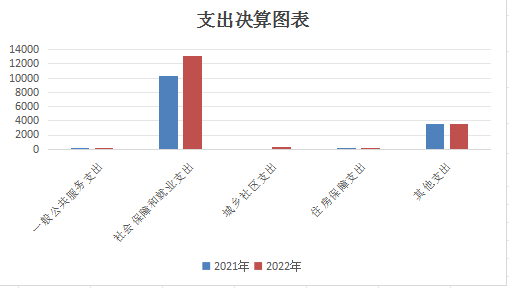 支出决算图表
14000
12000
10000
8000
6000
4000
2000
0
一般公共服务支出
社会保障和就业支出
城乡社区支出
住房保障支出
其他支出
2021年 2022年